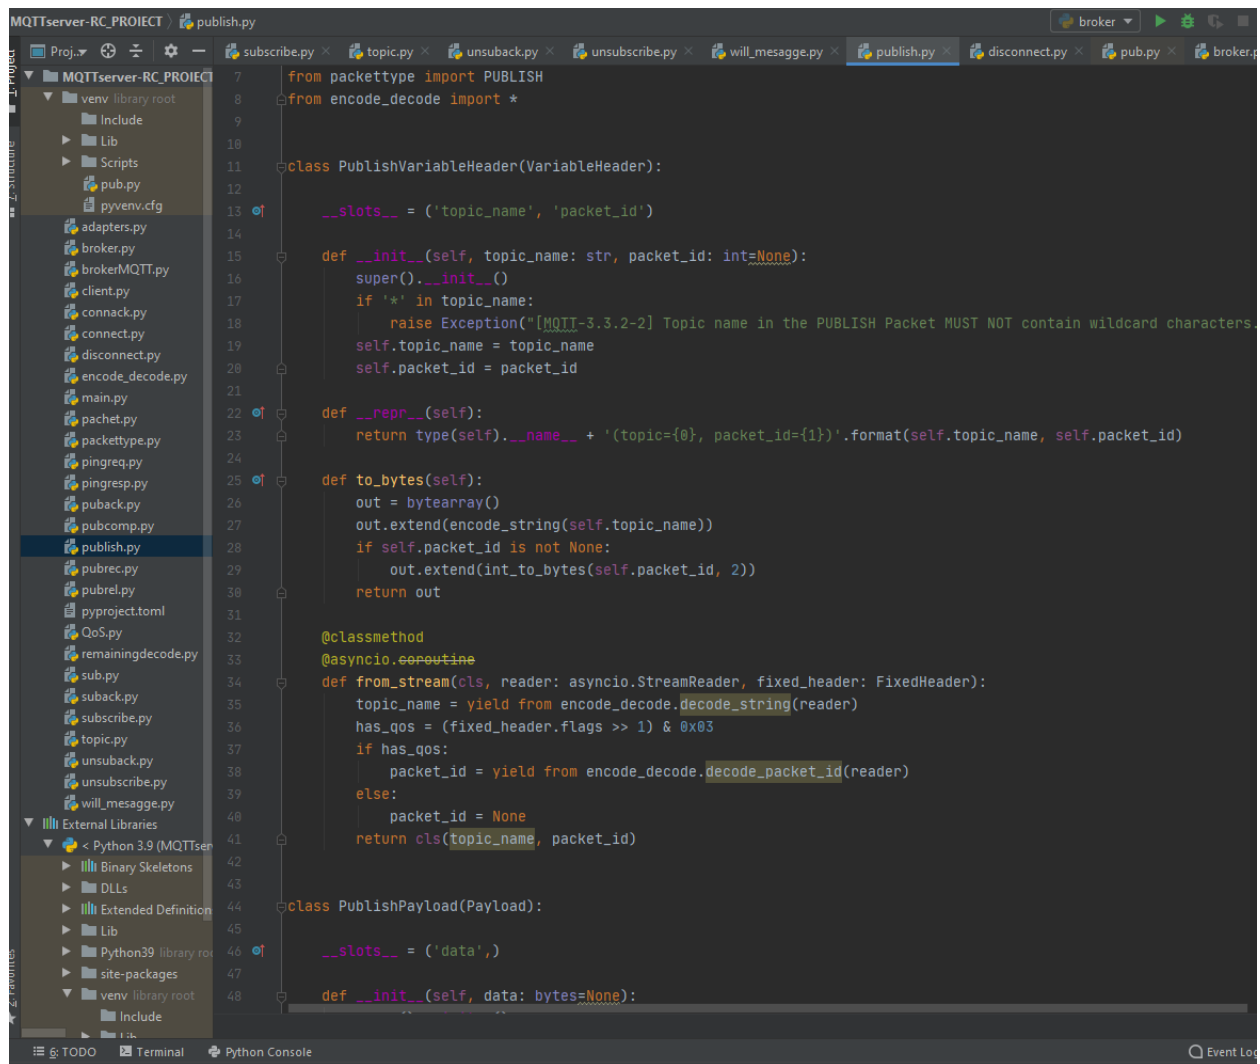 MQTTserver-RC_PROIECT
publish.py
broker
Proj..
subscribe.py
topic.py
unsuback.py
unsubscribe.py
will_mesagge.py
publish.py
disconnect.py
pub.py
broker.p
1: Project
MQTTserver-RC_PROIECT
venv library root
Include
Lib
Scripts
pub.py
pyvenv.cfg
adapters.py
broker.py
brokerMQTT.py
client.py
connack.py
connect.py
disconnect.py
encode_decode.py
main.py
pachet.py
packettype.py
pingreq.py
pingresp.py
puback.py
pubcomp.py
publish.py
pubrec.py
pubrel.py
pyproject.toml
QoS.py
remainingdecode.py
sub.py
suback.py
subscribe.py
topic.py
unsuback.py
unsubscribe.py
will_mesagge.py
External Libraries
< Python 3.9 (MQTTser
Binary Skeletons
DLLs
Extended Definition
Lib
Python39 library roo
site-packages
venv library root
Include
Lib
7 from packettype import PUBLISH
8 from encode_decode import *
9
10
11 class PublishVariableHeader(VariableHeader):
12
13 __slots__ = ('topic_name', 'packet_id')
14
15 def __init__(self, topic_name: str, packet_id: int=None):
16 super().__init__()
17 if '*' in topic_name:
18 raise Exception("[MQTT-3.3.2-2] Topic name in the PUBLISH Packet MUST NOT contain wildcard characters.
19 self.topic_name = topic_name
20 self.packet_id = packet_id
21
22 def __repr__(self):
23 return type(self).__name__ + '(topic={0}, packet_id={1})'.format(self.topic_name, self.packet_id)
24
25 def to_bytes(self):
26 out = bytearray()
27 out.extend(encode_string(self.topic_name))
28 if self.packet_id is not None:
29 out.extend(int_to_bytes(self.packet_id, 2))
30 return out
31
32 @classmethod
33 @asyncio.coroutine
34 def from_stream(cls, reader: asyncio.StreamReader, fixed_header: FixedHeader):
35 topic_name = yield from encode_decode.decode_string(reader)
36 has_qos = (fixed_header.flags >> 1) & 0x03
37 if has_qos:
38 packet_id = yield from encode_decode.decode_packet_id(reader)
39 else:
40 packet_id = None
41 return cls(topic_name, packet_id)
42
43
44 class PublishPayload(Payload):
45
46 __slots__ = ('data',)
47
48 def __init__(self, data: bytes=None):
7: Structure
2: Favorites
6: TODO
Terminal
Python Console
Event Log